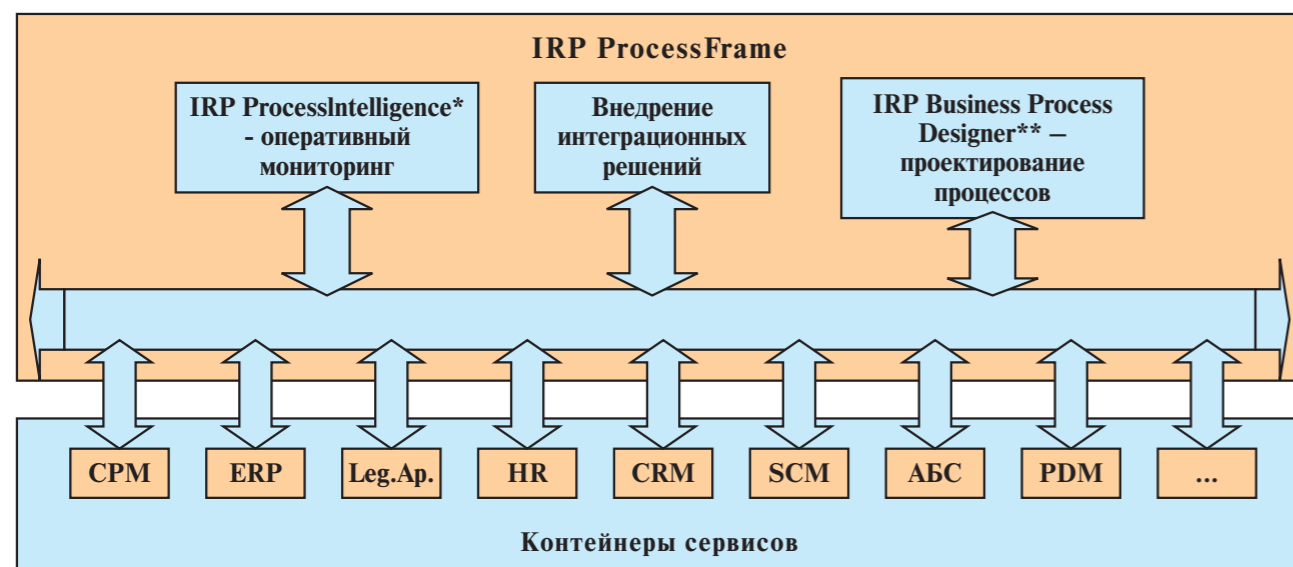 IRP ProcessFrame
IRP ProcessIntelligence*
- оперативный
мониторинг
Внедрение
интеграционных
решений
IRP Business Process
Designer** –
проектирование
процессов
CPM
ERP
Leg.Ap.
HR
CRM
SCM
АБС
PDM
...
Контейнеры сервисов